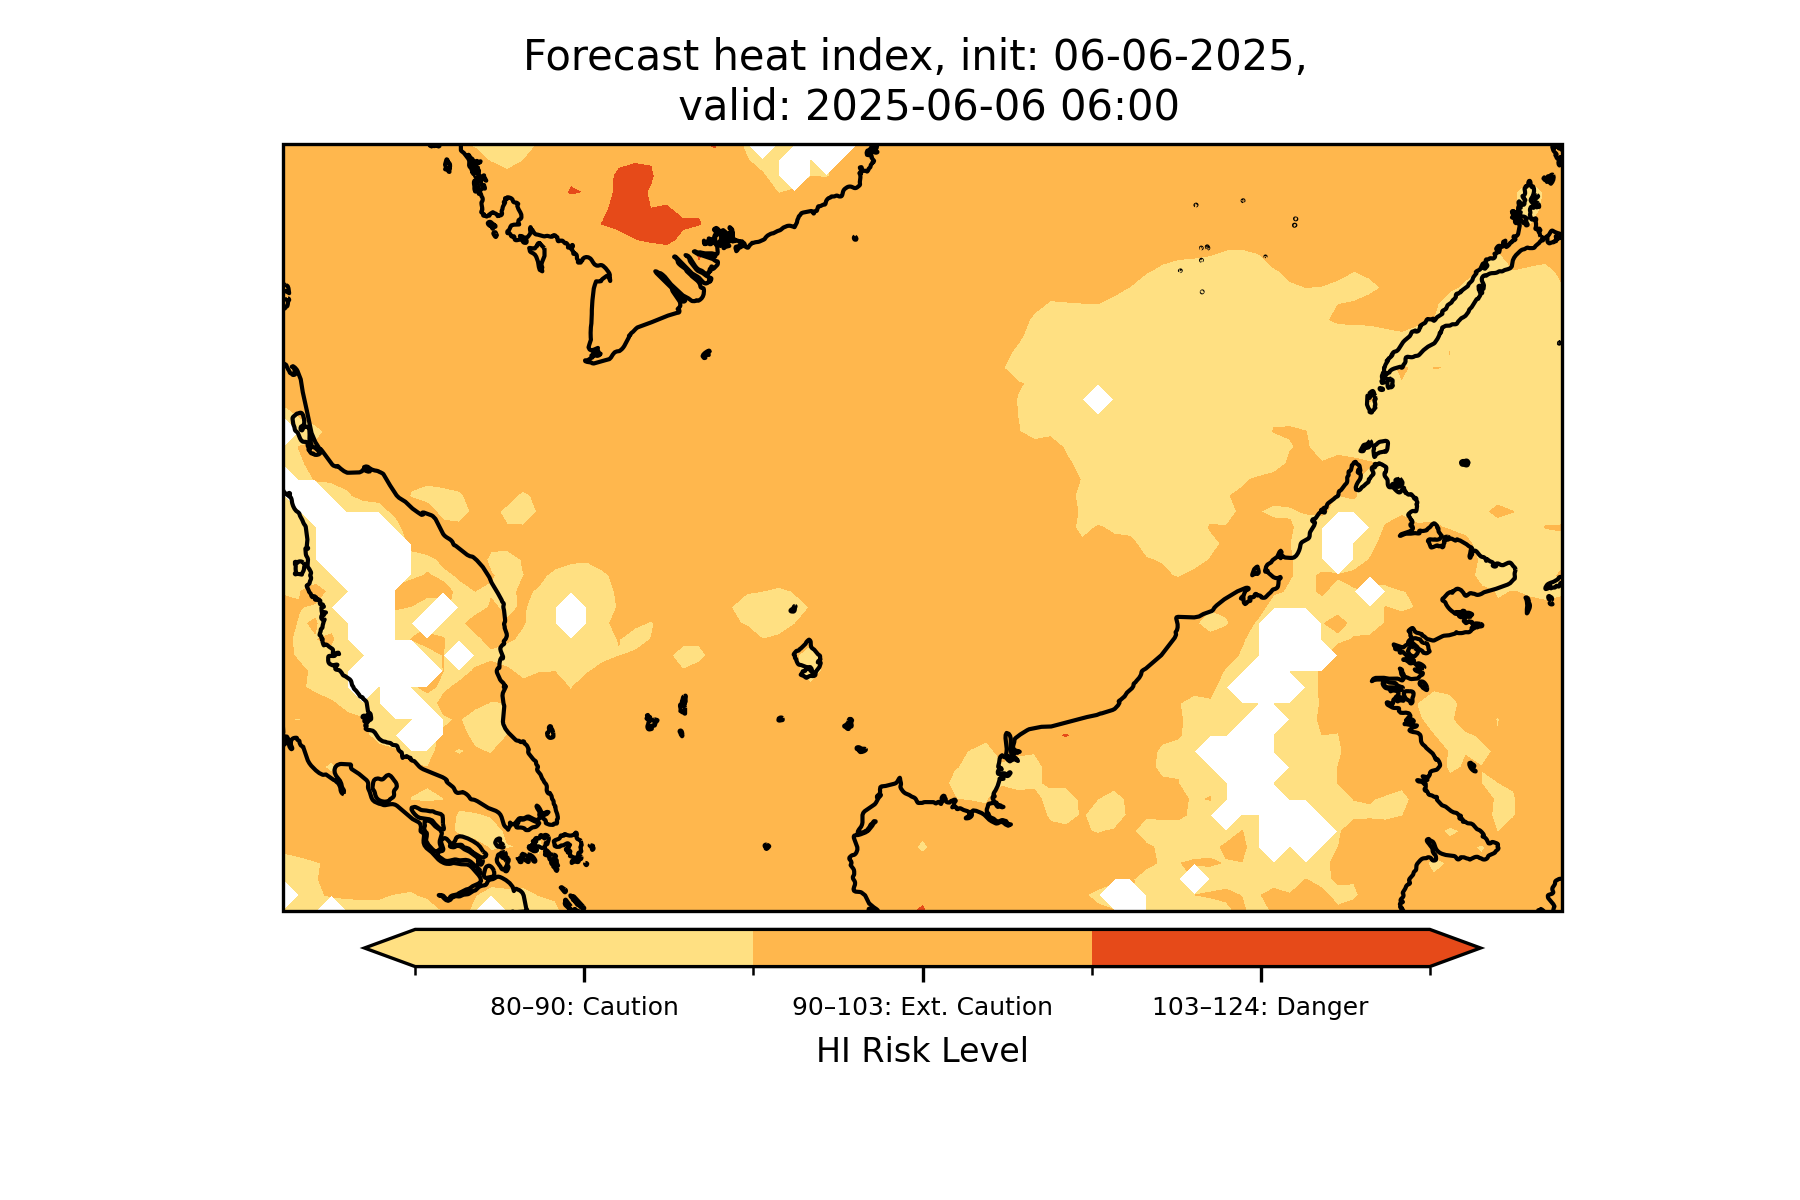 Forecast heat index, init: 06-06-2025,
valid: 2025-06-06 06:00
80–90: Caution
90–103: Ext. Caution
103–124: Danger
HI Risk Level